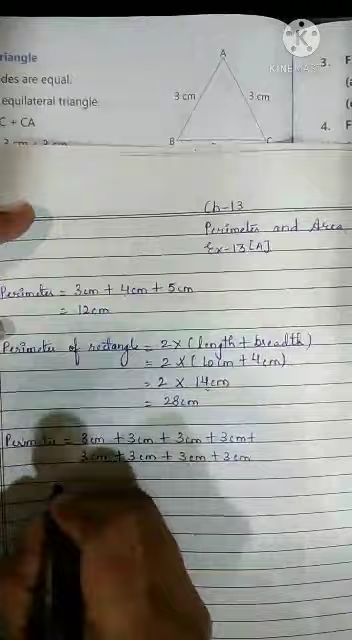 riangle
des are equal.
equilateral triangle
C + CA
A
3 cm
3 cm
B
C
3. F
(a
(
4. F
KINEMAS
Ch-13
Perimeter and Area
Ex-13[A]
Perimeter = 3cm + 4cm + 5cm
= 12cm
Perimeter of rectangle = 2 × (length + breadth)
= 2 × (10cm + 4cm)
= 2 × 14cm
= 28cm
Perimeter = 3cm + 3cm + 3cm + 3cm +
3cm + 3cm + 3cm + 3cm